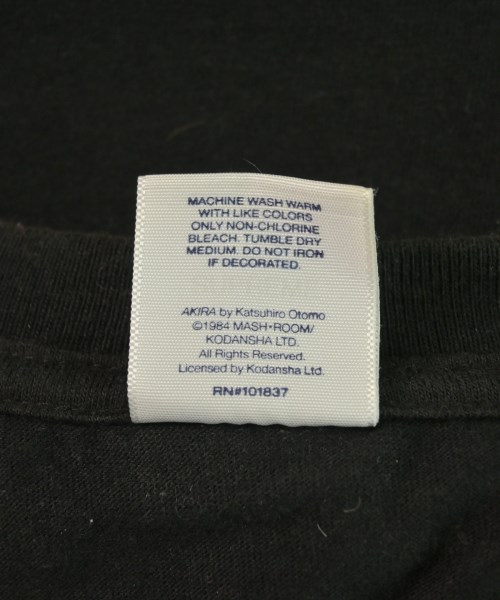 MACHINE WASH WARM
WITH LIKE COLORS
ONLY NON-CHLORINE
BLEACH. TUMBLE DRY
MEDIUM. DO NOT IRON
IF DECORATED.
AKIRA by Katsuhiro Otomo
©1984 MASH•ROOM/
KODANSHA LTD.
All Rights Reserved.
Licensed by Kodansha Ltd.
RN#101837